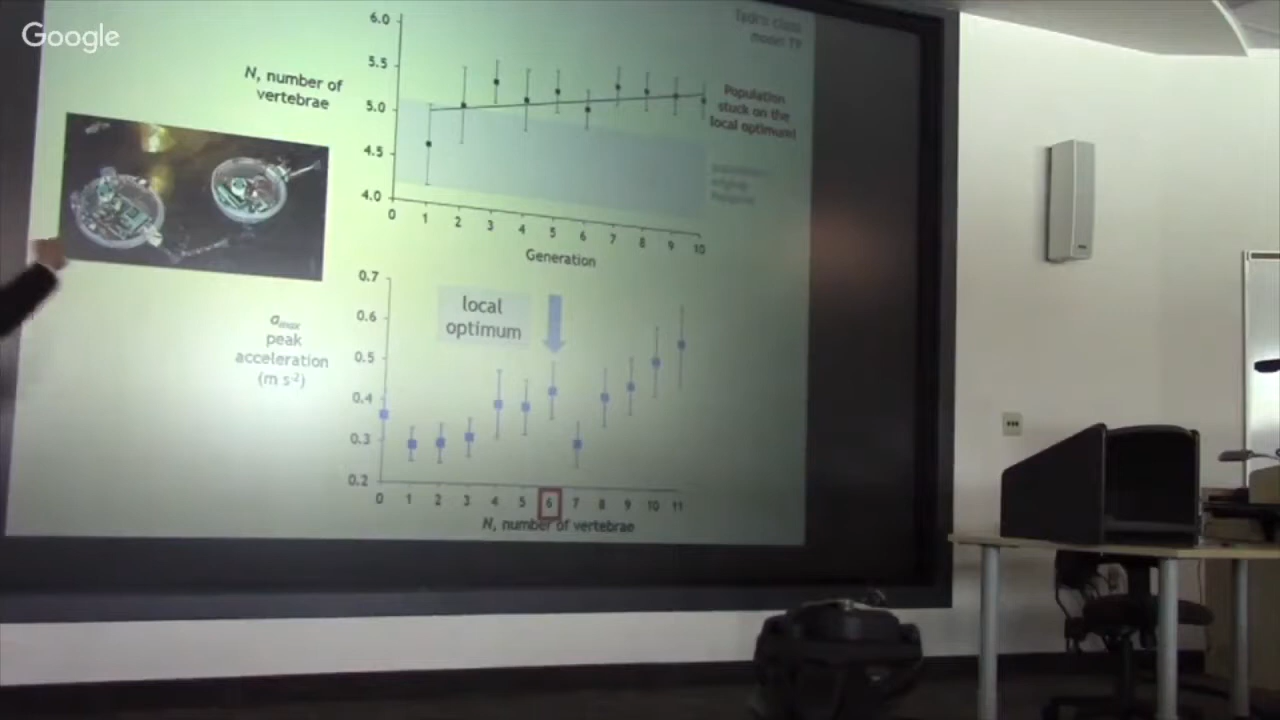 Google
6.0
5.5
5.0
4.5
4.0
N, number of
vertebrae
0 1 2 3 4 5 6 7 8 9 10
Generation
Population
stuck on the
local optimum!
0.7
0.6
0.5
0.4
0.3
0.2
local
optimum
amax
peak
acceleration
(m s-2)
0 1 2 3 4 5 6 7 8 9 10 11
N, number of vertebrae